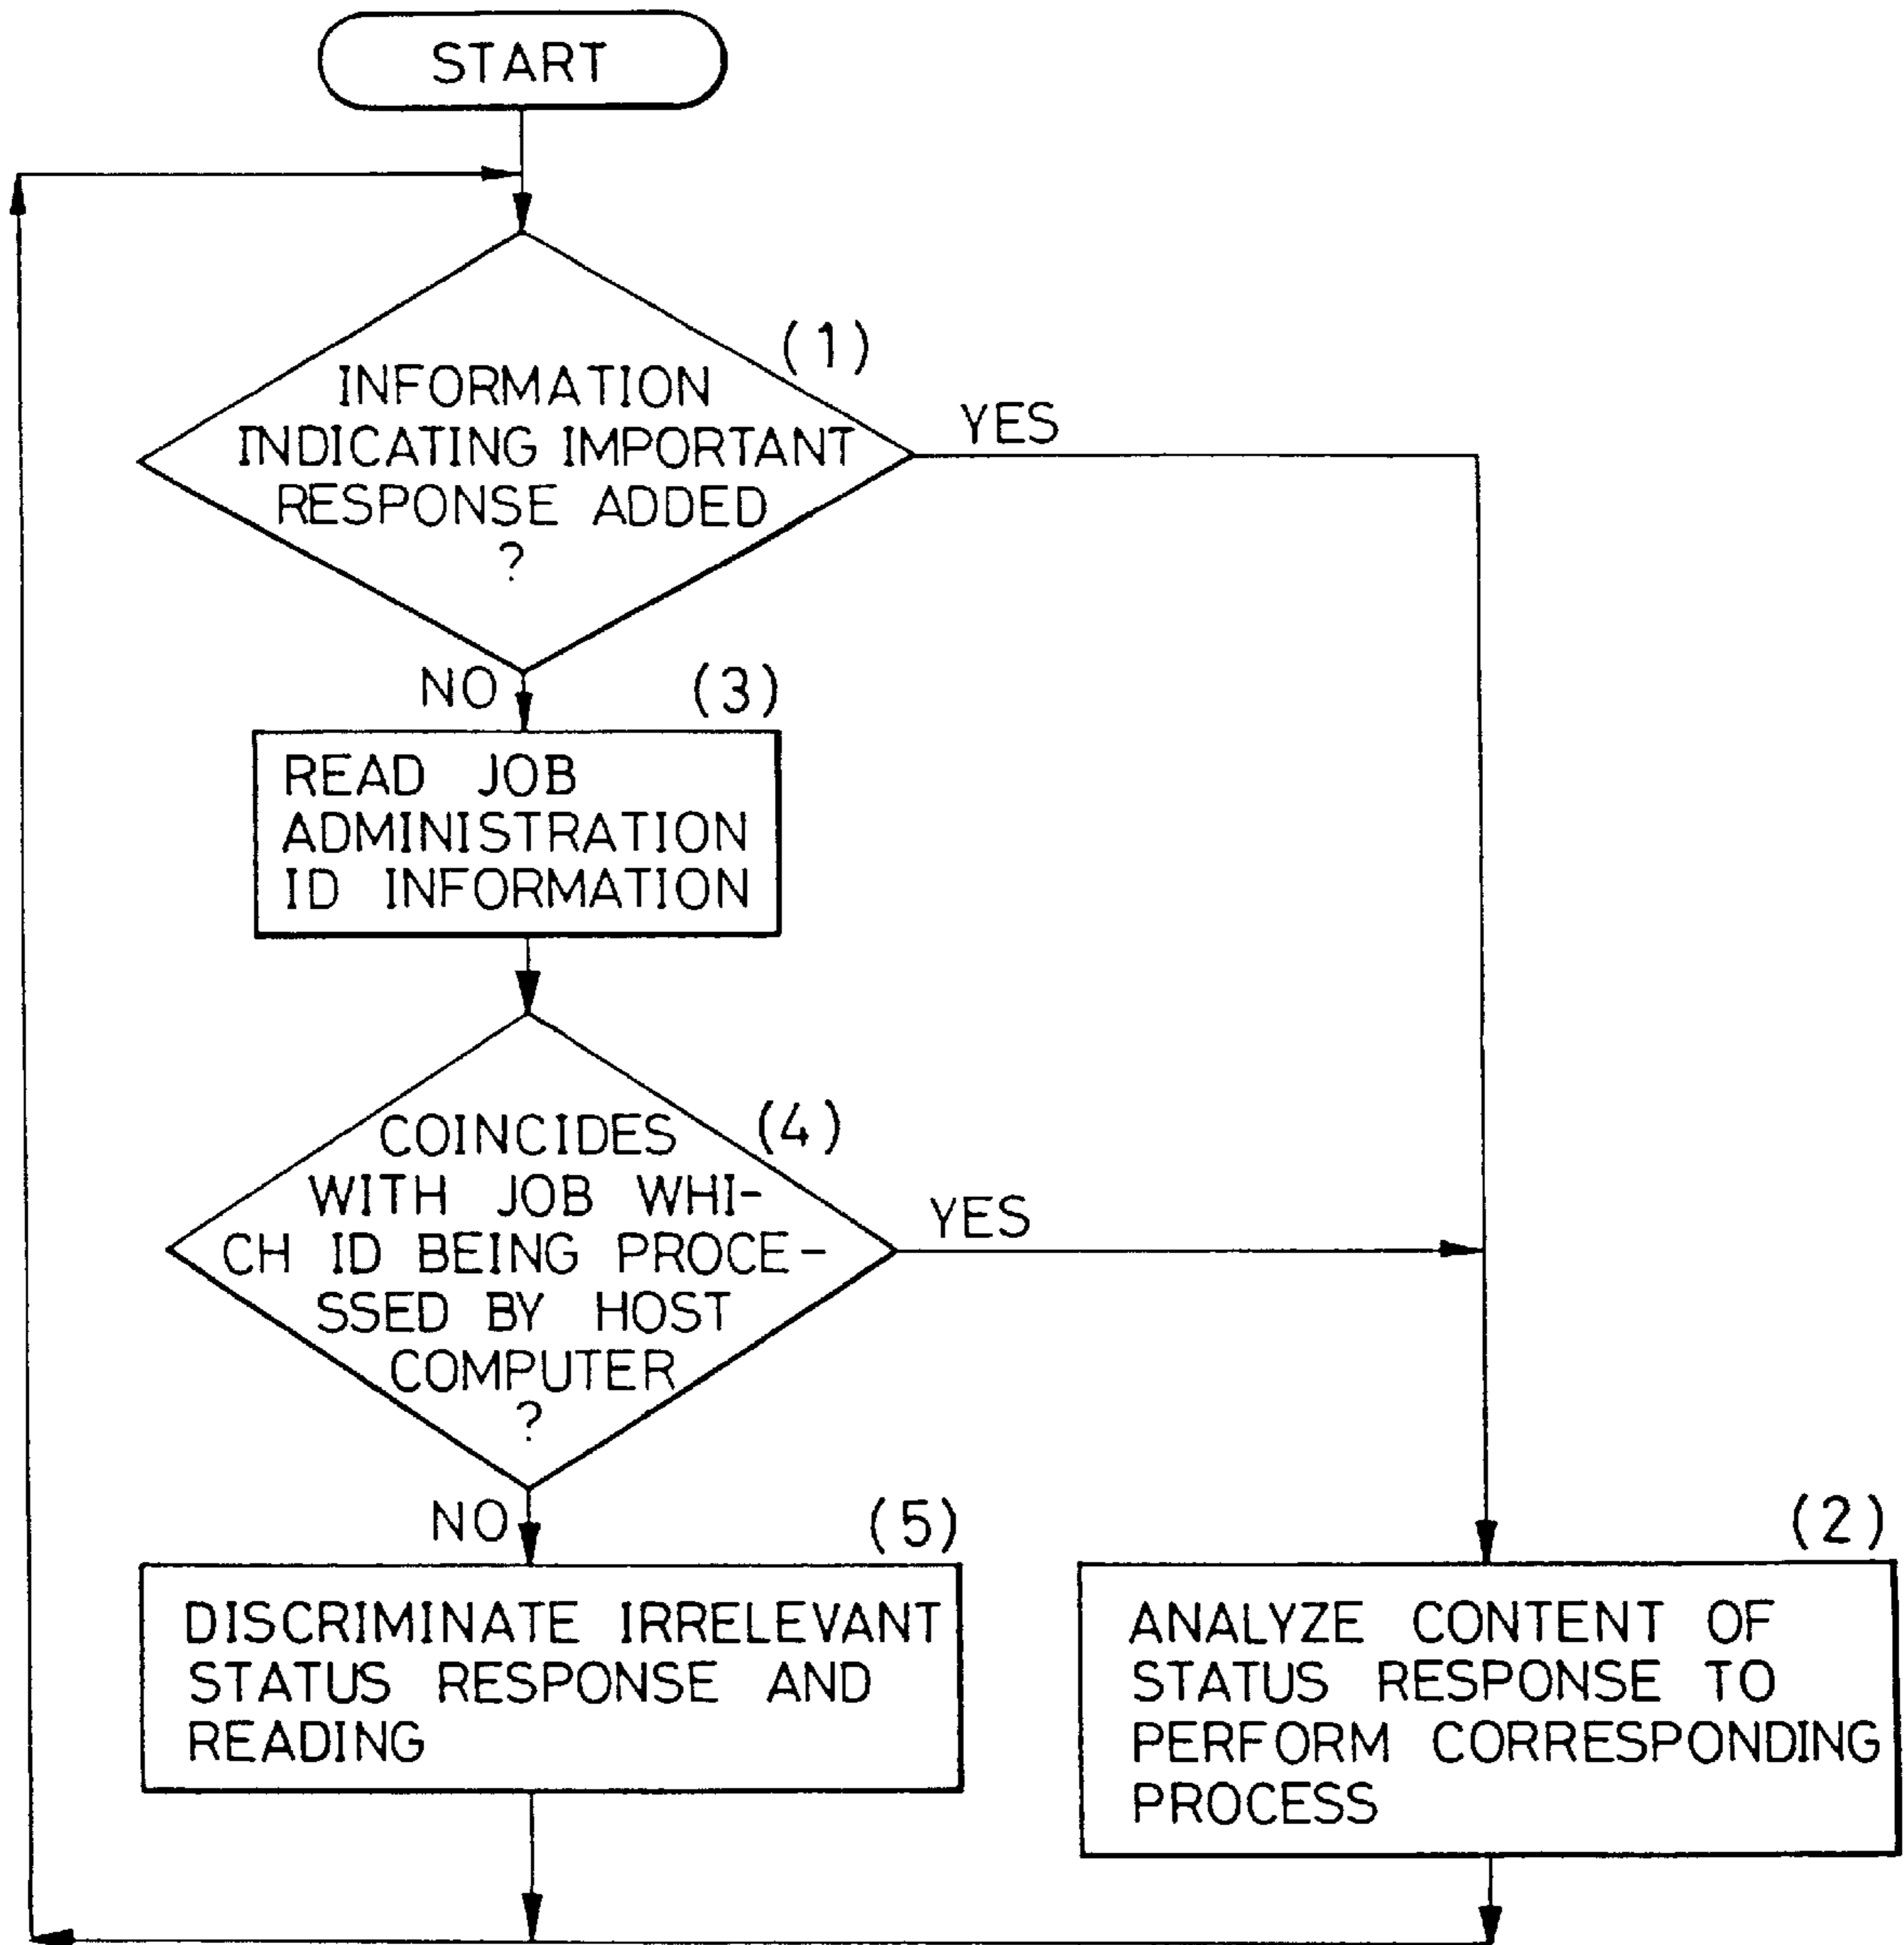 START
(1)
INFORMATION
INDICATING IMPORTANT
RESPONSE ADDED
?
YES
NO
(3)
READ JOB
ADMINISTRATION
ID INFORMATION
(4)
COINCIDES
WITH JOB WHI-
CH ID BEING PROCE-
SSED BY HOST
COMPUTER
?
YES
NO
(5)
DISCRIMINATE IRRELEVANT
STATUS RESPONSE AND
READING
(2)
ANALYZE CONTENT OF
STATUS RESPONSE TO
PERFORM CORRESPONDING
PROCESS